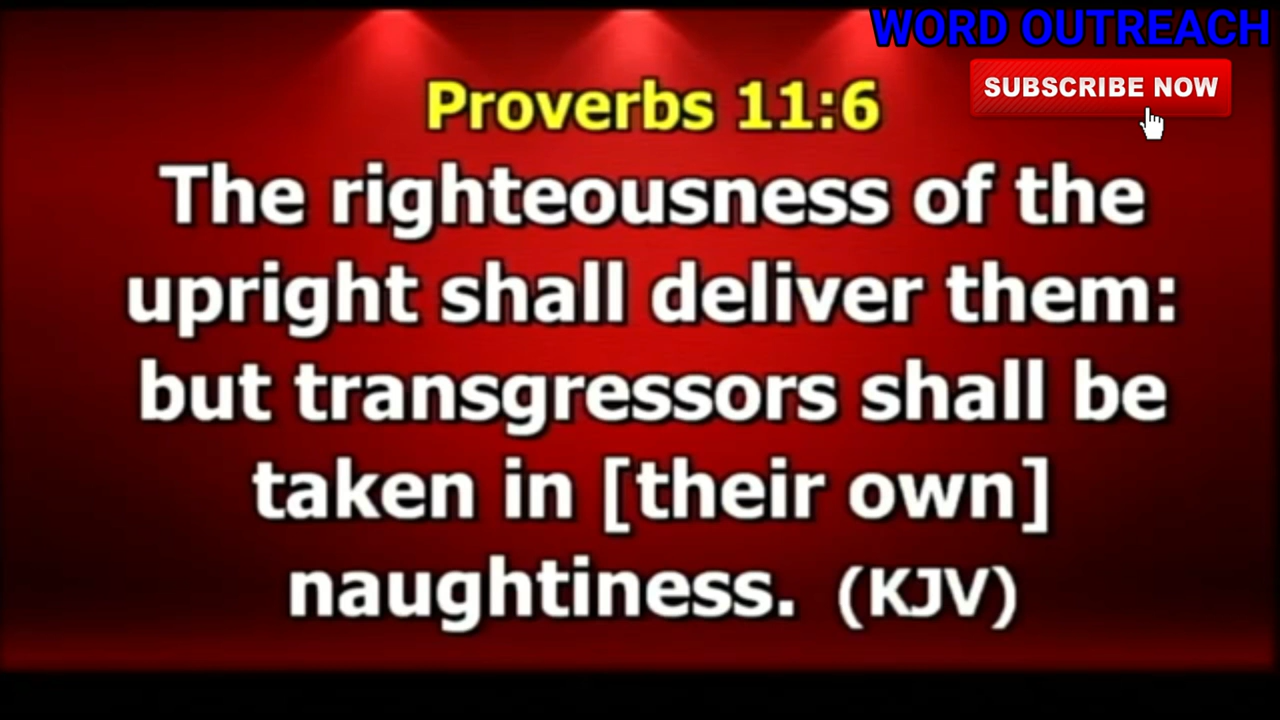 WORD OUTREACH
SUBSCRIBE NOW
Proverbs 11:6
The righteousness of the
upright shall deliver them:
but transgressors shall be
taken in [their own]
naughtiness. (KJV)